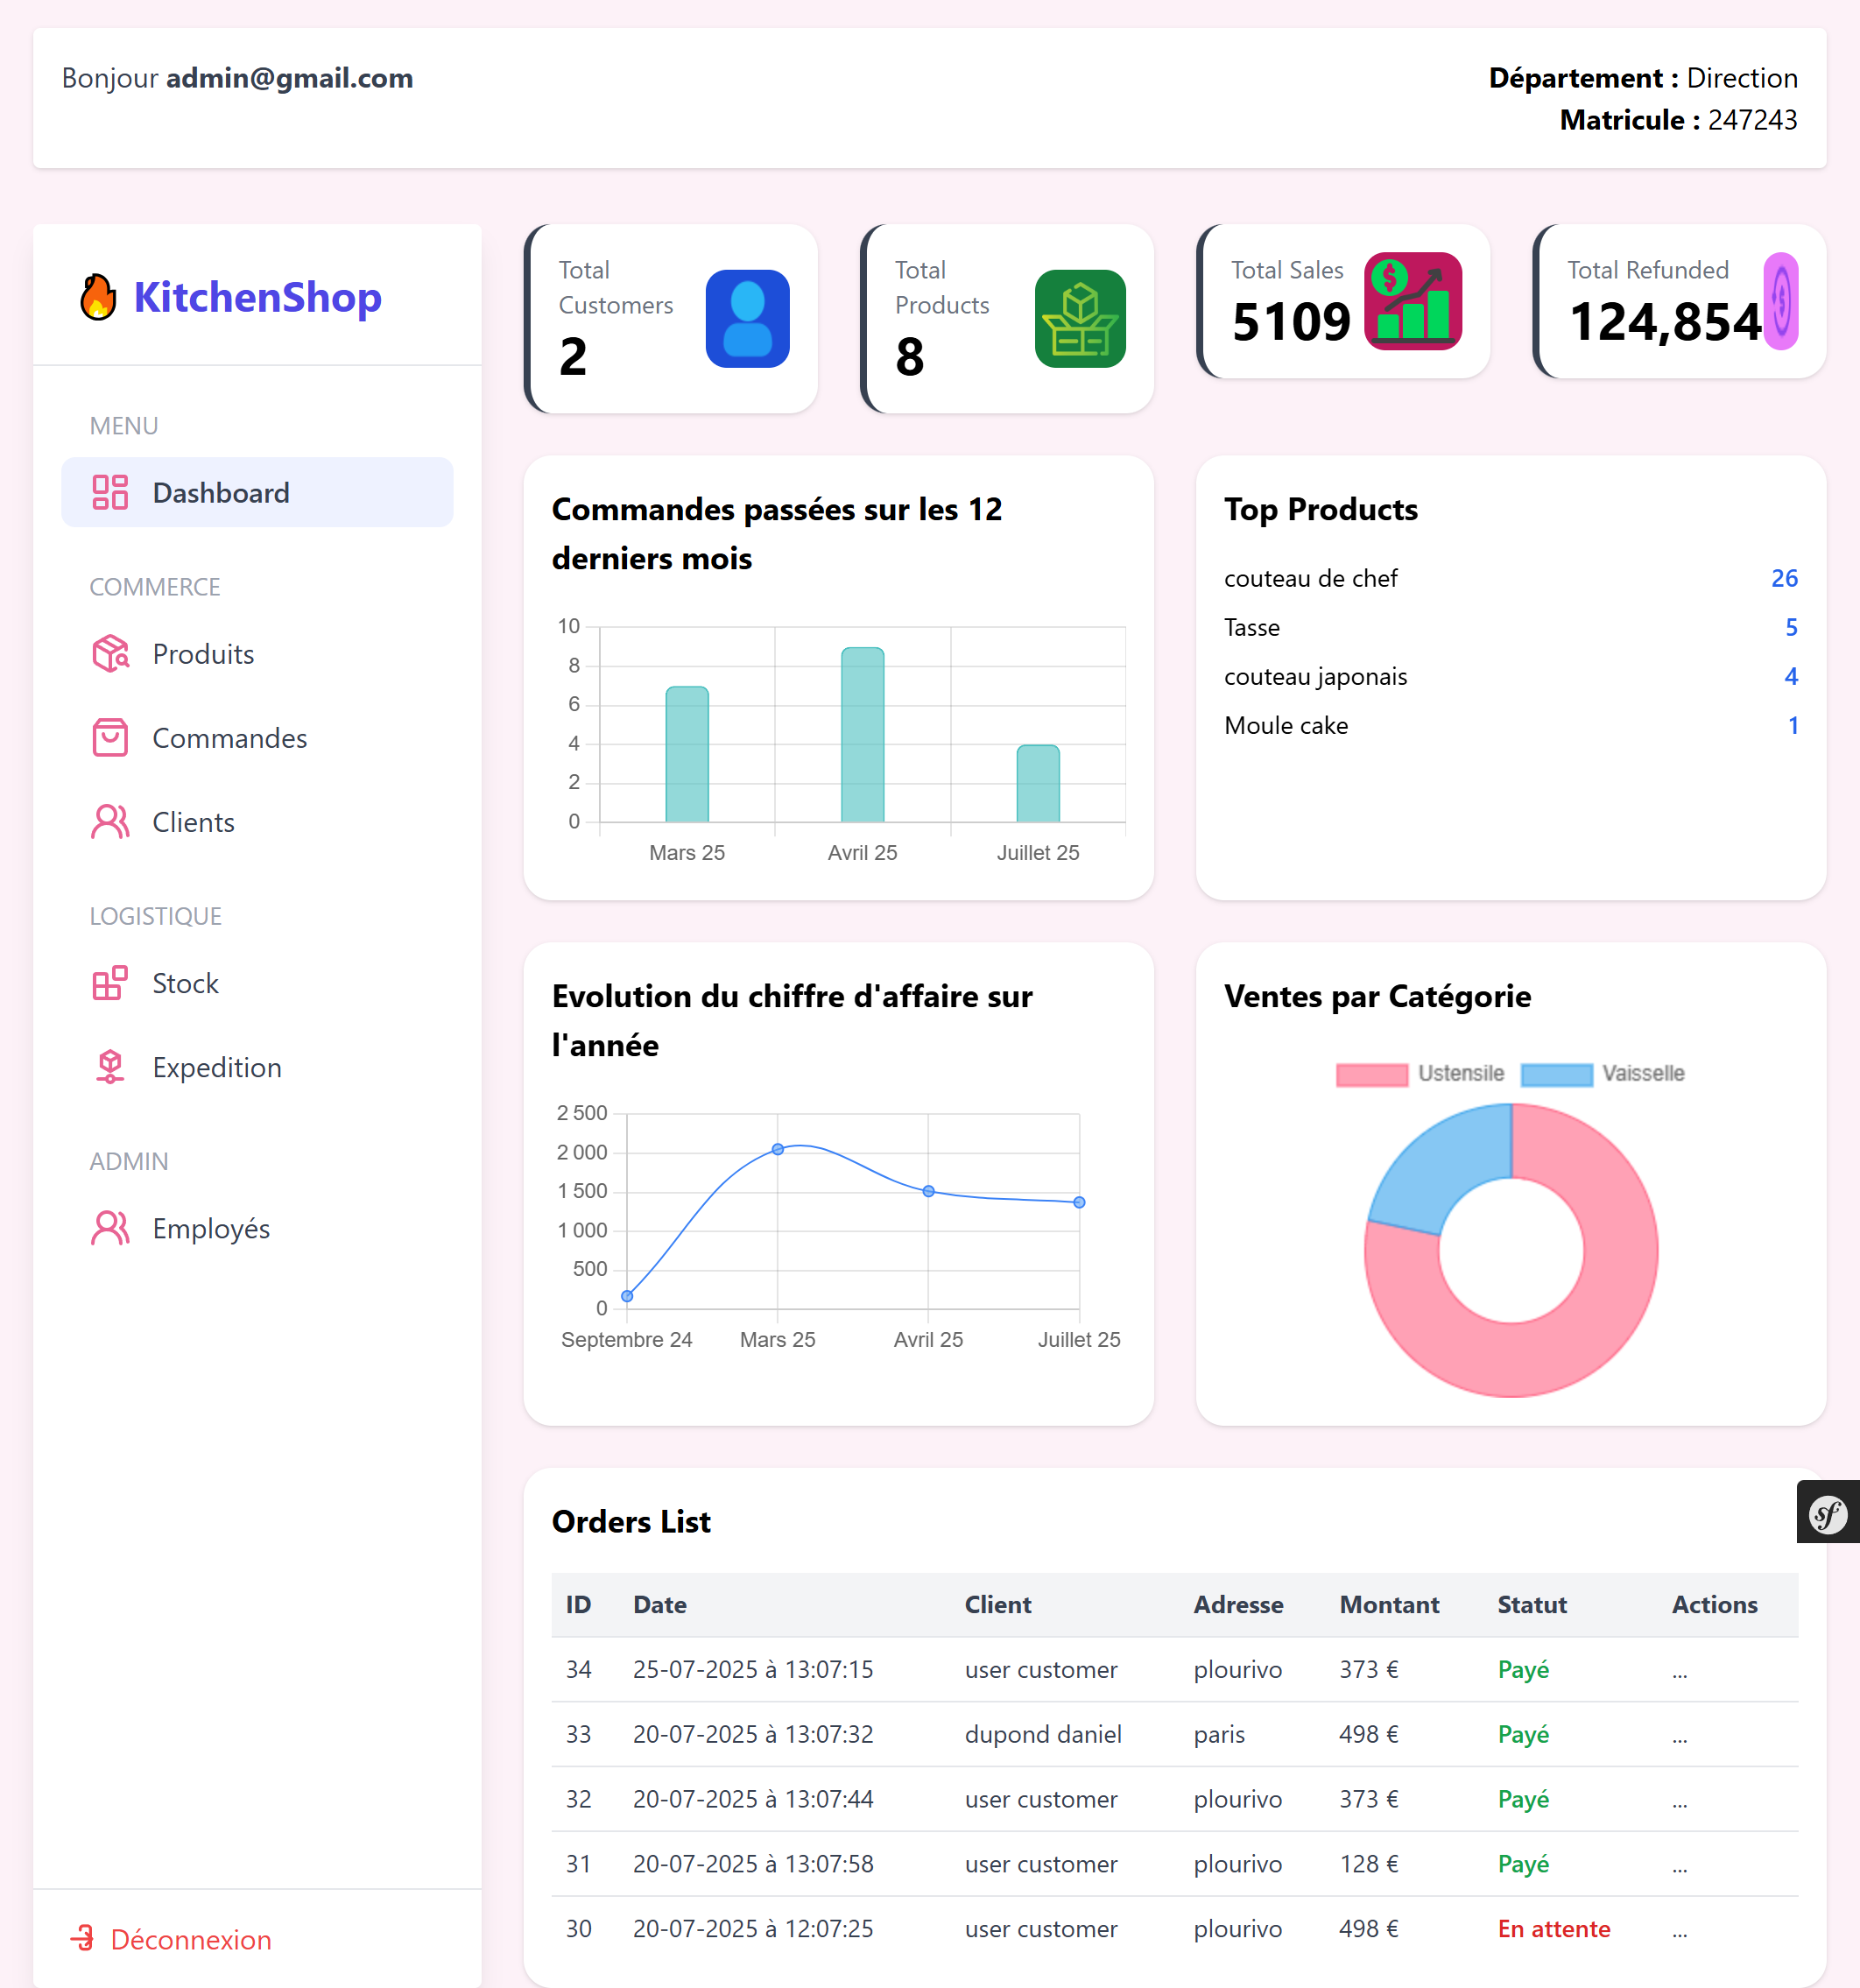 Bonjour admin@gmail.com
Département : Direction
Matricule : 247243
KitchenShop
MENU
Dashboard
COMMERCE
Produits
Commandes
Clients
LOGISTIQUE
Stock
Expedition
ADMIN
Employés
Déconnexion
Total
Customers
2
Total
Products
8
Total Sales
5109
$
Total Refunded
124,854
$
Commandes passées sur les 12
derniers mois
10
8
6
4
2
0
Mars 25 Avril 25 Juillet 25
Top Products
couteau de chef 26
Tasse 5
couteau japonais 4
Moule cake 1
Evolution du chiffre d'affaire sur
l'année
2 500
2 000
1 500
1 000
500
0
Septembre 24 Mars 25 Avril 25 Juillet 25
Ventes par Catégorie
Ustensile Vaisselle
Orders List
ID Date Client Adresse Montant Statut Actions
34 25-07-2025 à 13:07:15 user customer plourivo 373 € Payé ...
33 20-07-2025 à 13:07:32 dupond daniel paris 498 € Payé ...
32 20-07-2025 à 13:07:44 user customer plourivo 373 € Payé ...
31 20-07-2025 à 13:07:58 user customer plourivo 128 € Payé ...
30 20-07-2025 à 12:07:25 user customer plourivo 498 € En attente ...
sf